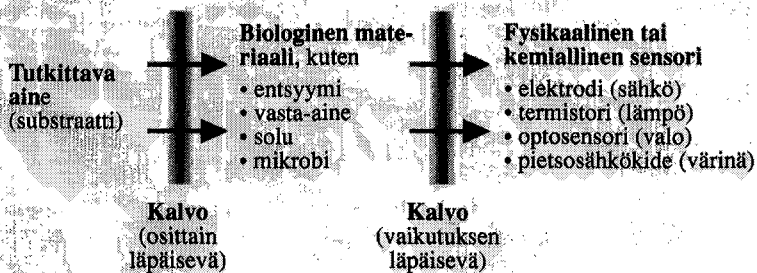 Tutkittava
aine
(substraatti)
Biologinen mate-
riaali, kuten
• entsyymi
• vasta-aine
• solu
• mikrobi
Fysikaalinen tai
kemiallinen sensori
• elektrodi (sähkö)
• termistori (lämpö)
• optosensori (valo)
• pietsosähkökide (värinä)
Kalvo
(osittain
läpäisevä)
Kalvo
(vaikutuksen
läpäisevä)